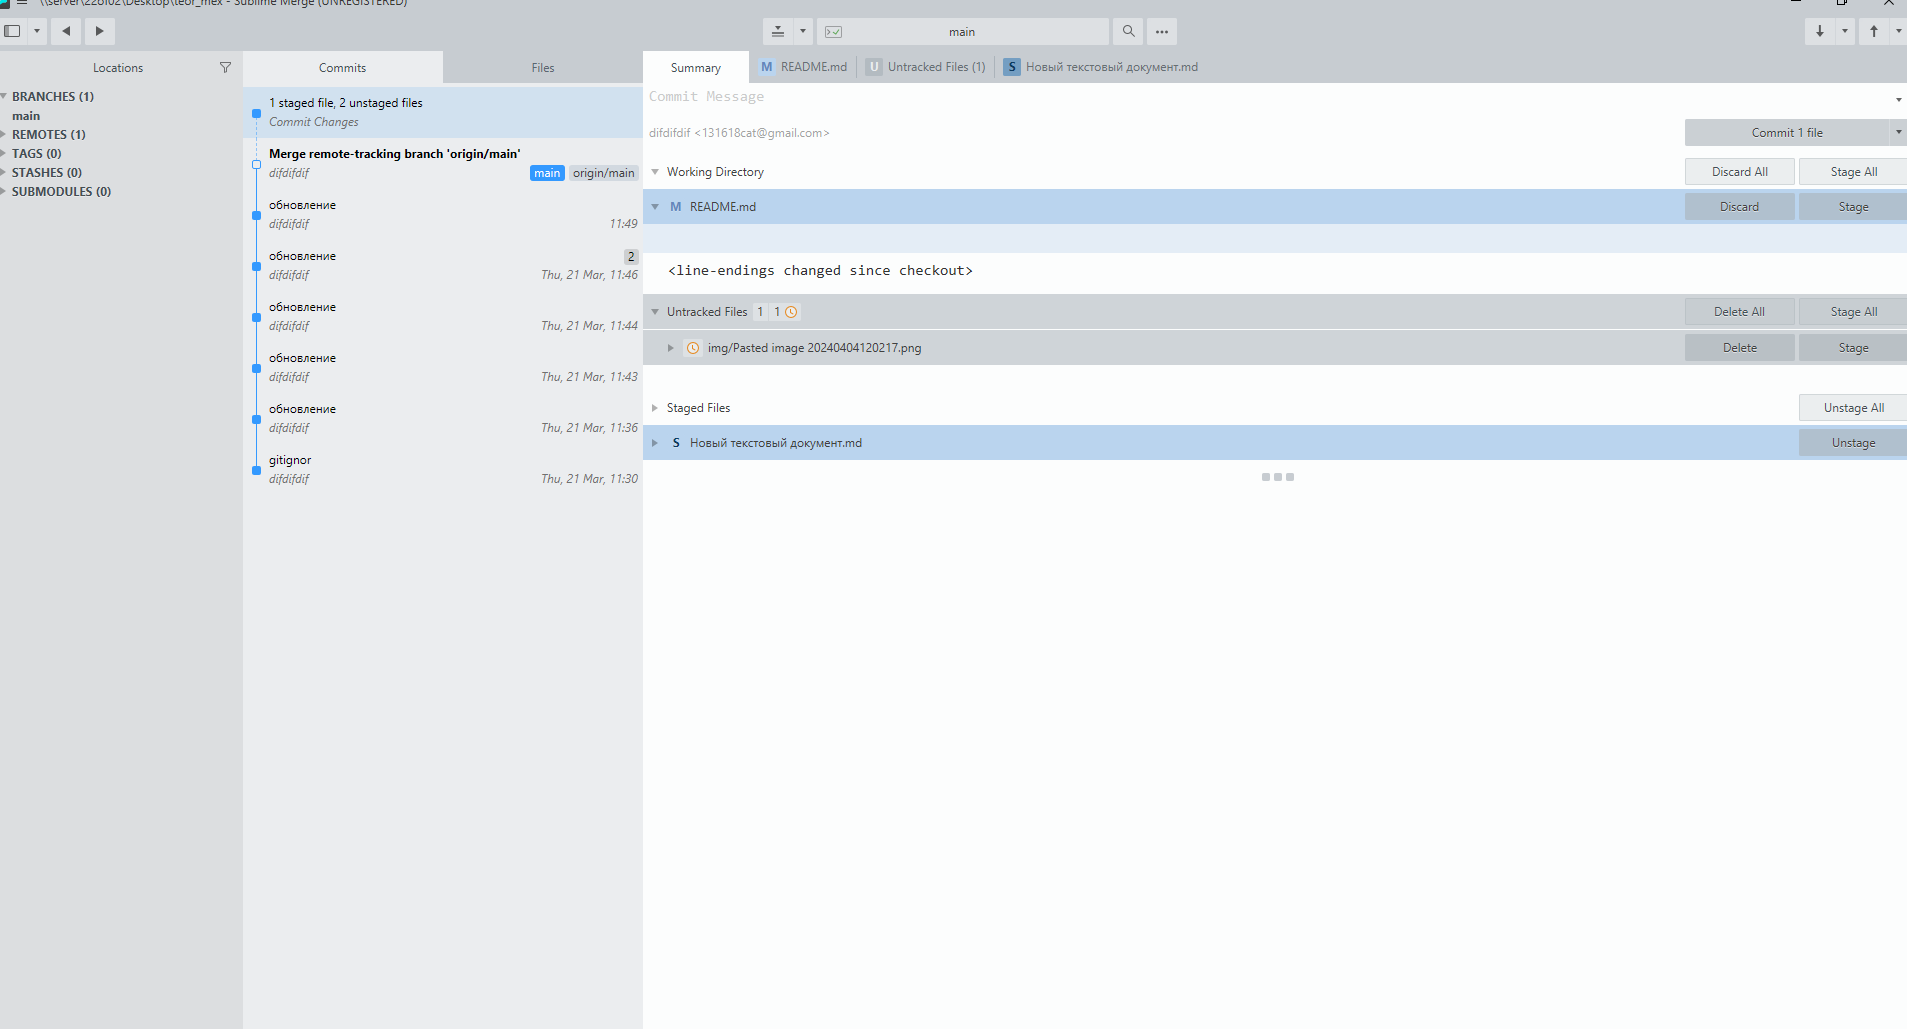 \\server\22ol02\Desktop\teor_mex - Sublime Merge (UNREGISTERED)
main
Locations
BRANCHES (1)
main
REMOTES (1)
TAGS (0)
STASHES (0)
SUBMODULES (0)
Commits
Files
1 staged file, 2 unstaged files
Commit Changes
Merge remote-tracking branch 'origin/main'
difdifdif
main
origin/main
обновление
difdifdif
11:49
обновление
2
difdifdif
Thu, 21 Mar, 11:46
обновление
difdifdif
Thu, 21 Mar, 11:44
обновление
difdifdif
Thu, 21 Mar, 11:43
обновление
difdifdif
Thu, 21 Mar, 11:36
gitignor
difdifdif
Thu, 21 Mar, 11:30
Summary
M README.md
U Untracked Files (1)
S Новый текстовый документ.md
Commit Message
difdifdif <131618cat@gmail.com>
Commit 1 file
Working Directory
Discard All
Stage All
M README.md
Discard
Stage
<line-endings changed since checkout>
Untracked Files 1 1
Delete All
Stage All
img/Pasted image 20240404120217.png
Delete
Stage
Staged Files
Unstage All
S Новый текстовый документ.md
Unstage